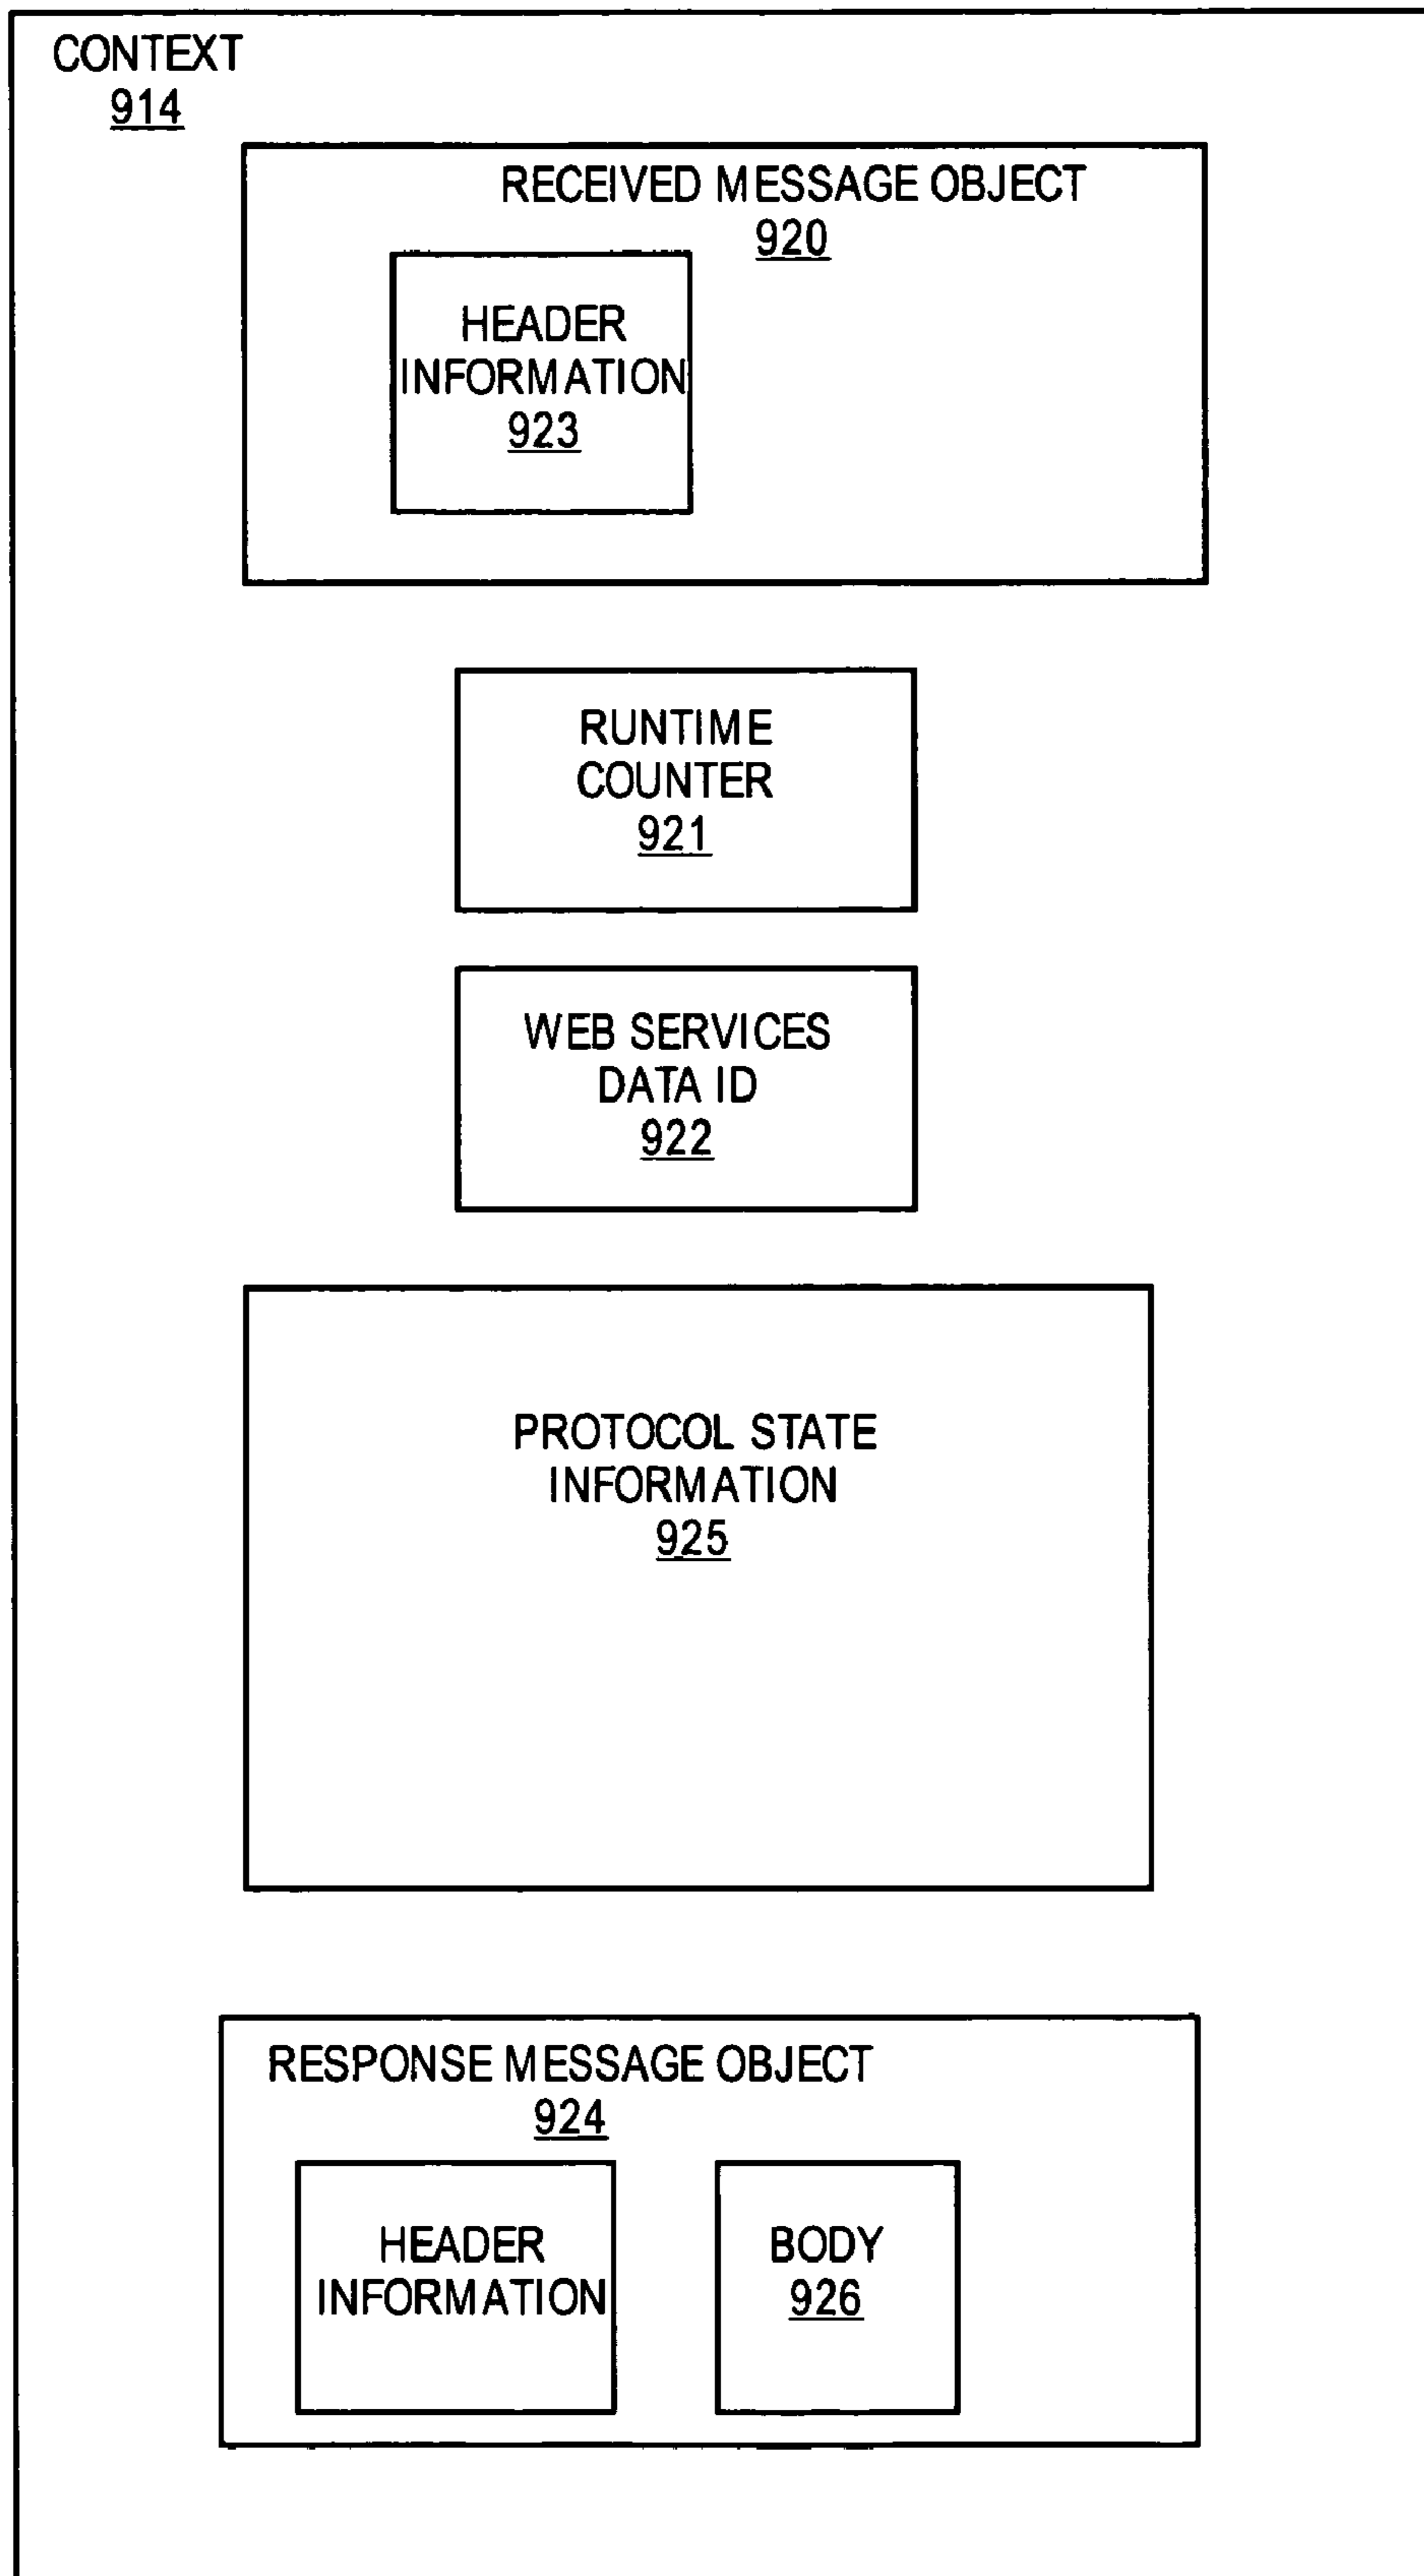 CONTEXT
914
RECEIVED MESSAGE OBJECT
920
HEADER
INFORMATION
923
RUNTIME
COUNTER
921
WEB SERVICES
DATA ID
922
PROTOCOL STATE
INFORMATION
925
RESPONSE MESSAGE OBJECT
924
HEADER
INFORMATION
BODY
926